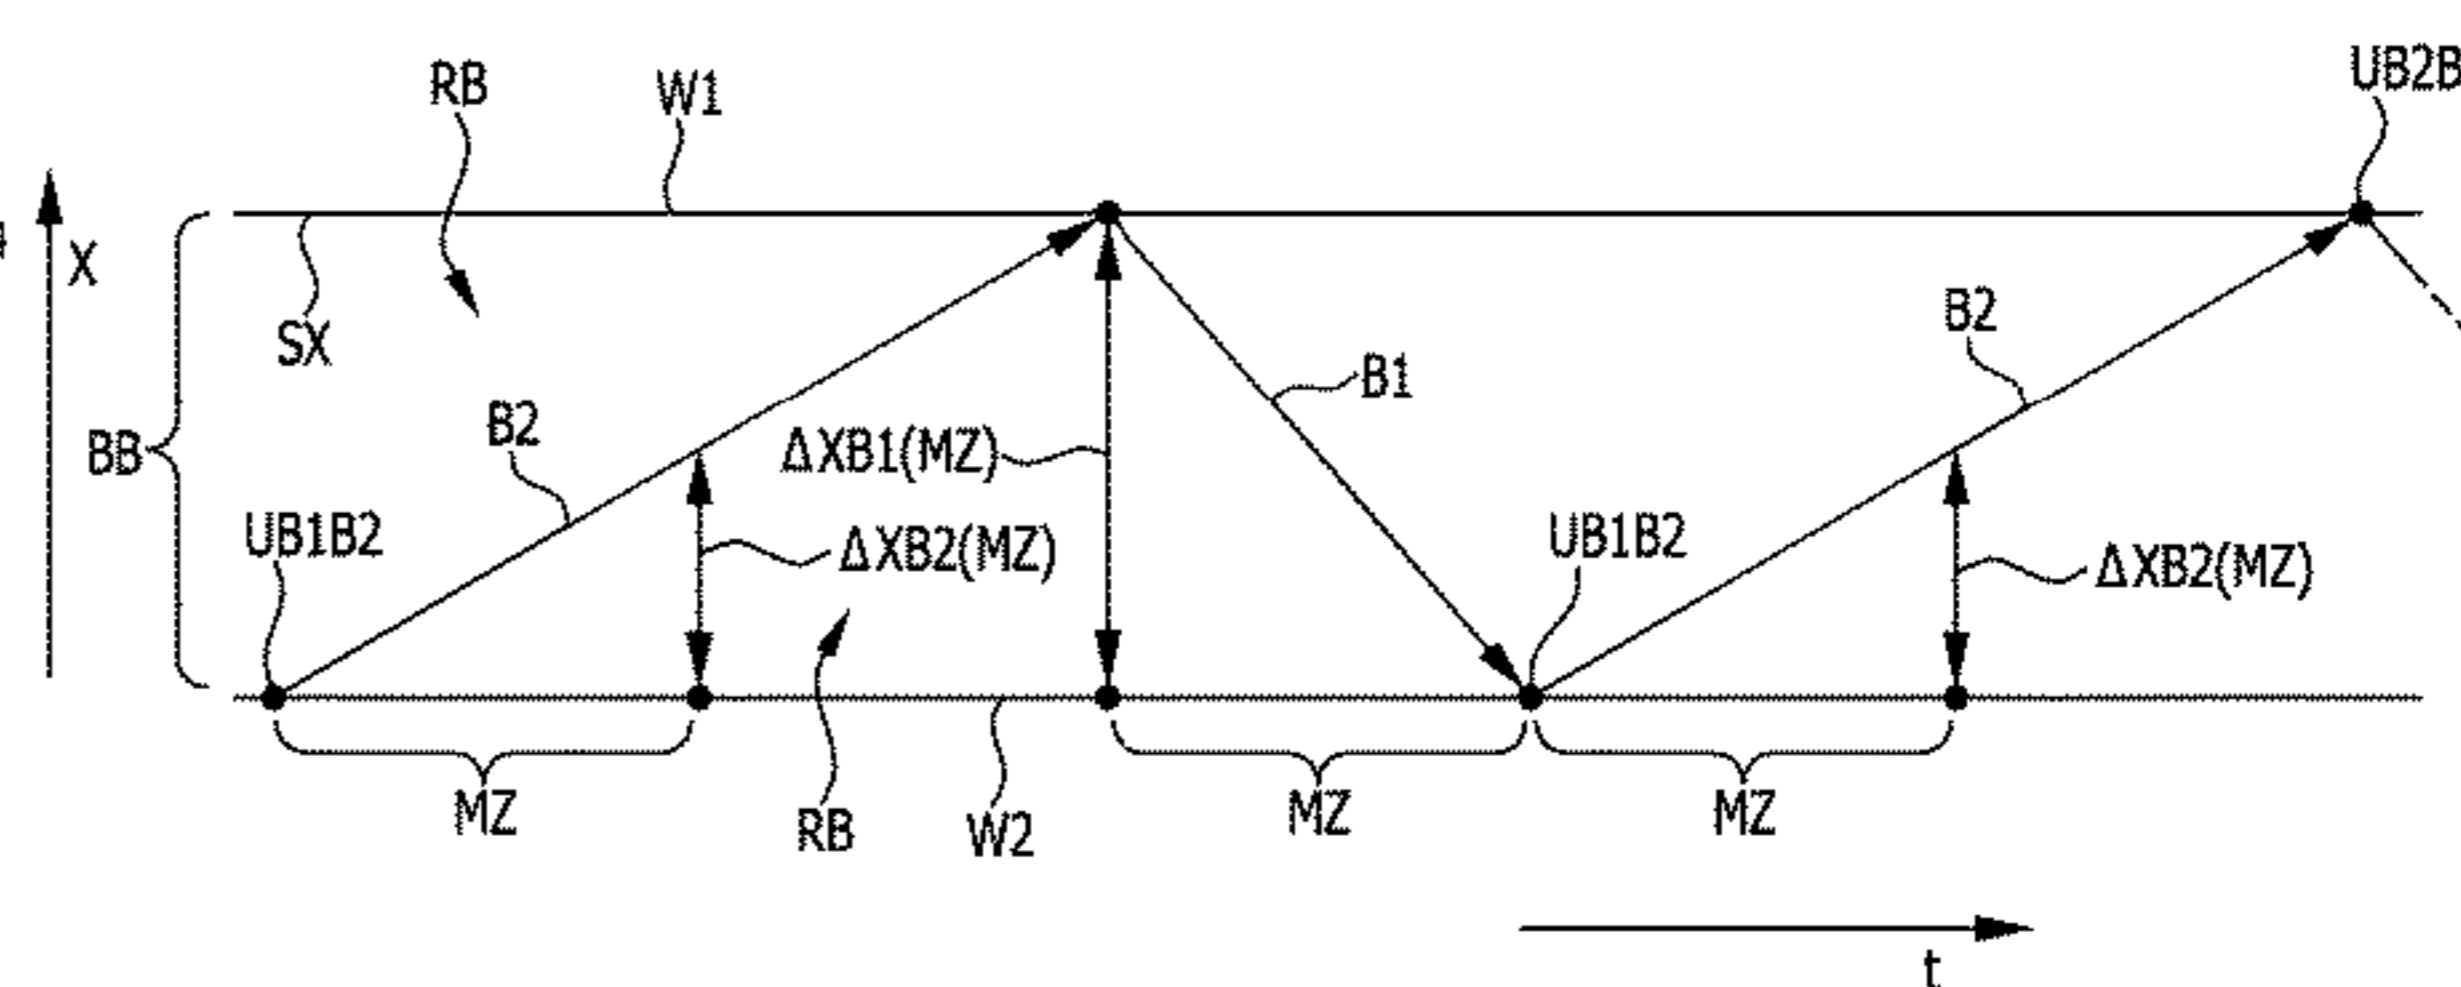 RB
W1
UB2B
X
SX
B2
B1
B2
BB
ΔXB1(MZ)
UB1B2
ΔXB2(MZ)
UB1B2
ΔXB2(MZ)
MZ
RB
W2
MZ
MZ
t